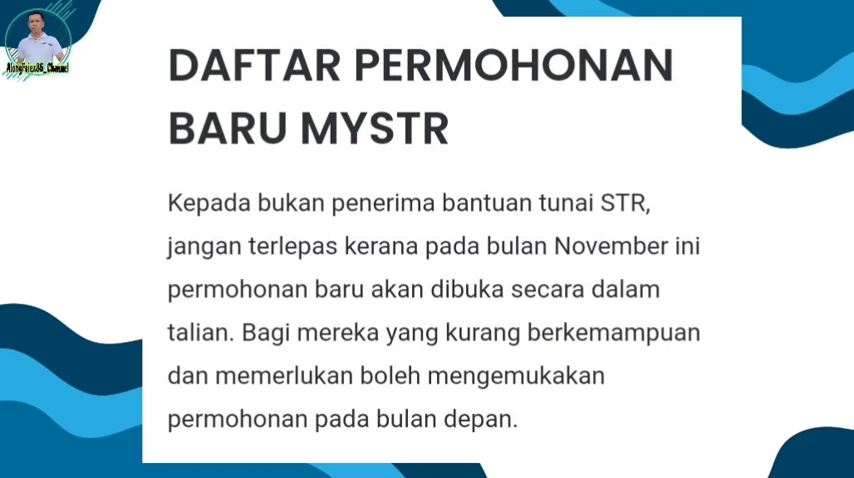 AlongFaiez86_Channel
DAFTAR PERMOHONAN
BARU MYSTR
Kepada bukan penerima bantuan tunai STR,
jangan terlepas kerana pada bulan November ini
permohonan baru akan dibuka secara dalam
talian. Bagi mereka yang kurang berkemampuan
dan memerlukan boleh mengemukakan
permohonan pada bulan depan.